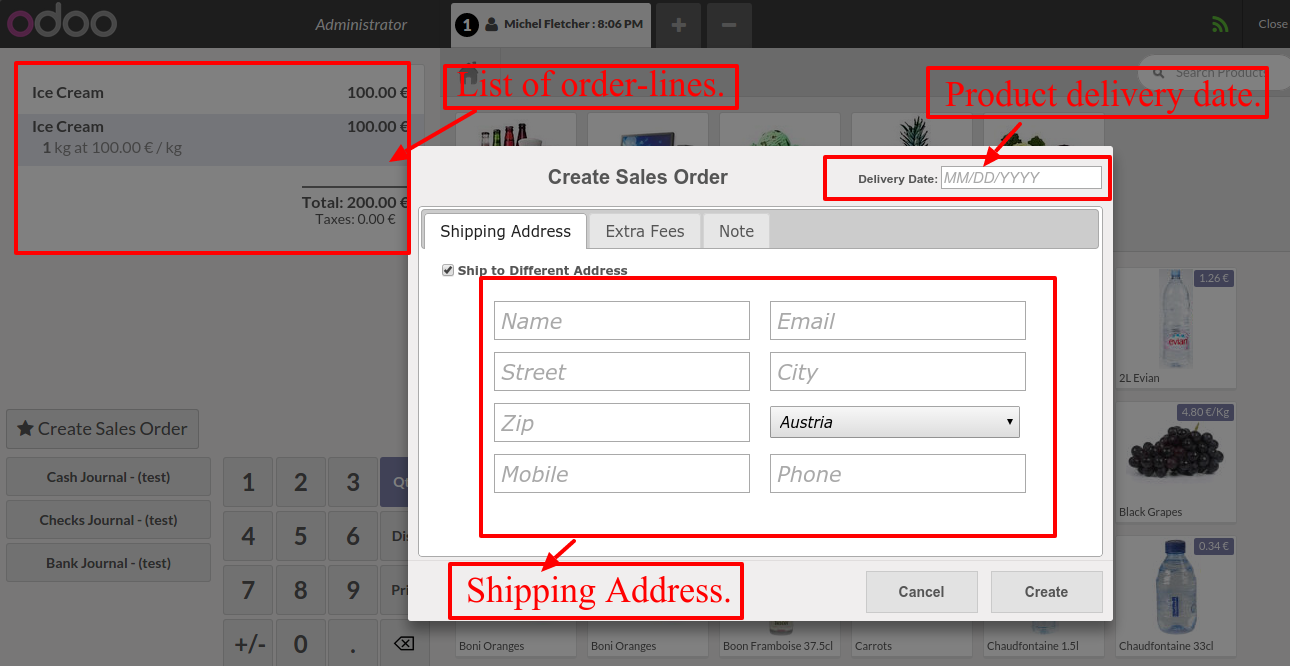 odoo
Administrator
1 Michel Fletcher : 8:06 PM
+
−
Close
Search Products
List of order-lines.
Product delivery date.
Ice Cream 100.00 €
Ice Cream 100.00 €
1 kg at 100.00 € / kg
Total: 200.00 €
Taxes: 0.00 €
Create Sales Order
Delivery Date: MM/DD/YYYY
Shipping Address
Extra Fees
Note
Ship to Different Address
Name
Email
Street
City
Zip
Austria
Mobile
Phone
Shipping Address.
Cancel
Create
Create Sales Order
Cash Journal - (test)
Checks Journal - (test)
Bank Journal - (test)
1 2 3
4 5 6
7 8 9
+/- 0 .
1.26 €
evian
2L Evian
4.80 €/Kg
Black Grapes
0.34 €
Boni Oranges
Boni Oranges
Boon Framboise 37.5cl
Carrots
Chaudfontaine 1.5l
Chaudfontaine 33cl